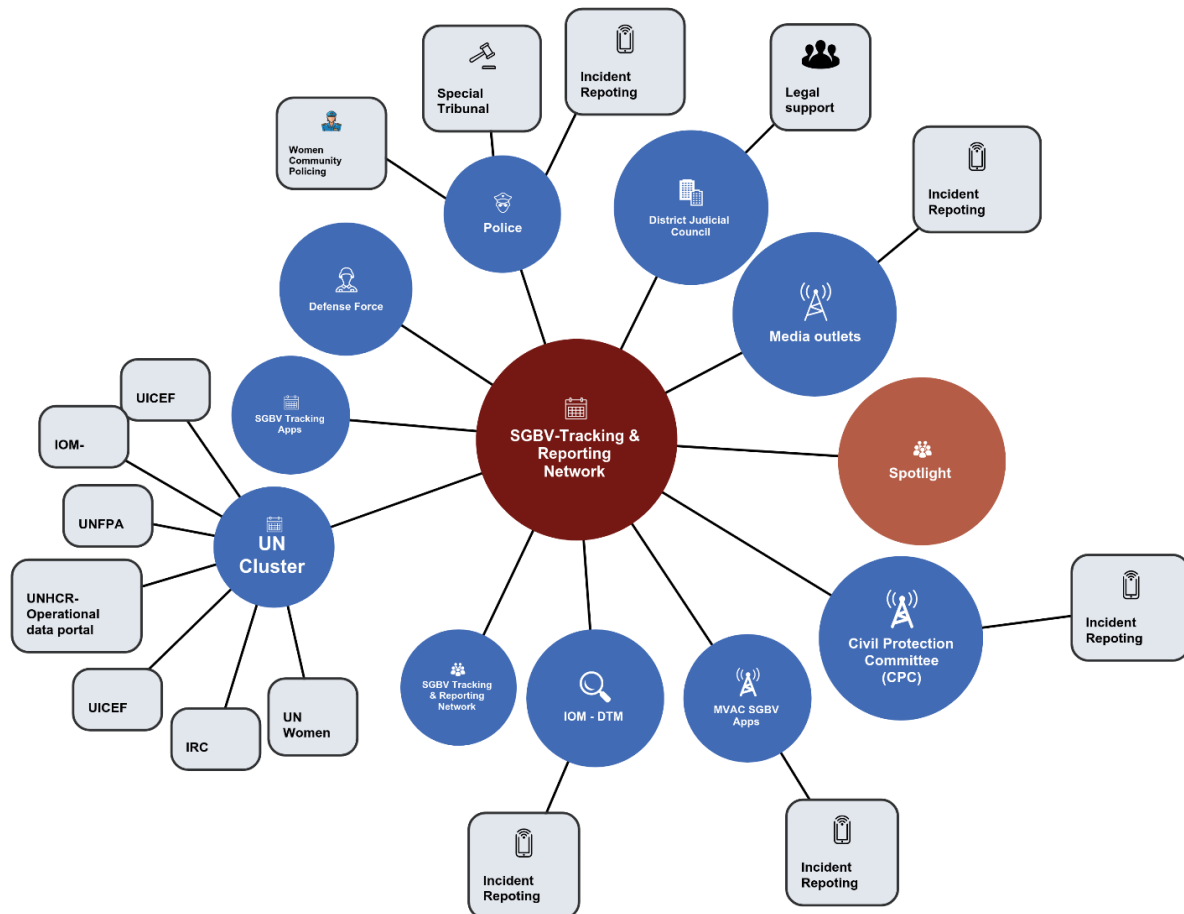 Incident
Repoting
Special
Tribunal
Legal
support
Women
Community
Policing
Incident
Repoting
Police
District Judicial
Council
Defense Force
Media outlets
UICEF
SGBV Tracking
Apps
IOM-
SGBV-Tracking &
Reporting
Network
Spotlight
UNFPA
UN
Cluster
UNHCR-
Operational
data portal
Incident
Repoting
Civil Protection
Committee
(CPC)
UICEF
IRC
UN
Women
SGBV Tracking
& Reporting
Network
IOM - DTM
MVAC SGBV
Apps
Incident
Repoting
Incident
Repoting